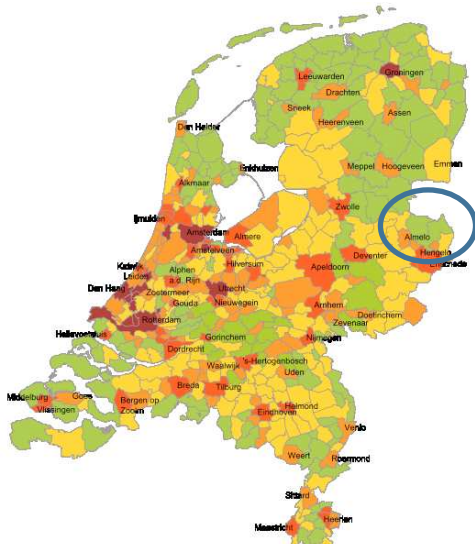 Groningen
Leeuwarden
Drachten
Assen
Sneek
Heerenveen
Den Helder
Enkhuizen
Meppel
Hoogeveen
Emmen
Alkmaar
Zwolle
IJmuiden
Amsterdam
Almere
Almelo
Hengelo
Enschede
Amstelveen
Katwijk
Leiden
Alphen
a.d. Rijn
Hilversum
Apeldoorn
Deventer
Den Haag
Zoetermeer
Utrecht
Gouda
Nieuwegein
Rotterdam
Arnhem
Doetinchem
Zevenaar
Hellevoetsluis
Gorinchem
Nijmegen
Dordrecht
Waalwijk
's-Hertogenbosch
Uden
Middelburg
Goes
Vlissingen
Bergen op
Zoom
Breda
Tilburg
Eindhoven
Helmond
Venlo
Weert
Roermond
Sittard
Maastricht
Heerlen